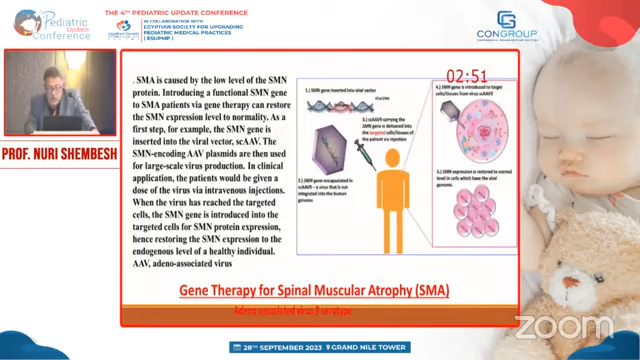 Pediatric
Update
Conference
THE 4TH PEDIATRIC UPDATE CONFERENCE
IN COLLABORATION WITH
EGYPTIAN SOCIETY FOR UPGRADING
PEDIATRIC MEDICAL PRACTICES
( ESUPMP )
CONGROUP
PROF. NURI SHEMBESH
. SMA is caused by the low level of the SMN
protein. Introducing a functional SMN gene
to SMA patients via gene therapy can restore
the SMN expression level to normality. As a
first step, for example, the SMN gene is
inserted into the viral vector, scAAV. The
SMN-encoding AAV plasmids are then used
for large-scale virus production. In clinical
application, the patients would be given a
dose of the virus via intravenous injections.
When the virus has reached the targeted
cells, the SMN gene is introduced into the
targeted cells for SMN protein expression,
hence restoring the SMN expression to the
endogenous level of a healthy individual.
AAV, adeno-associated virus
1.) SMN gene inserted into viral vector
2.) SMN gene encapsulated in
scAAV9 – a virus that is not
integrated into the human
genome
3.) scAAV9 carrying the
SMN gene is delivered into
the targeted cells/tissues of
the patient via injection
02:51
4.) SMN gene is introduced to target
cells/tissues from virus scAAV9
5.) SMN expression is restored to normal
level in cells which have the viral
genome.
Gene Therapy for Spinal Muscular Atrophy (SMA)
Adeno associated virus 9 serotype
28TH SEPTEMBER 2023 GRAND NILE TOWER
zoom